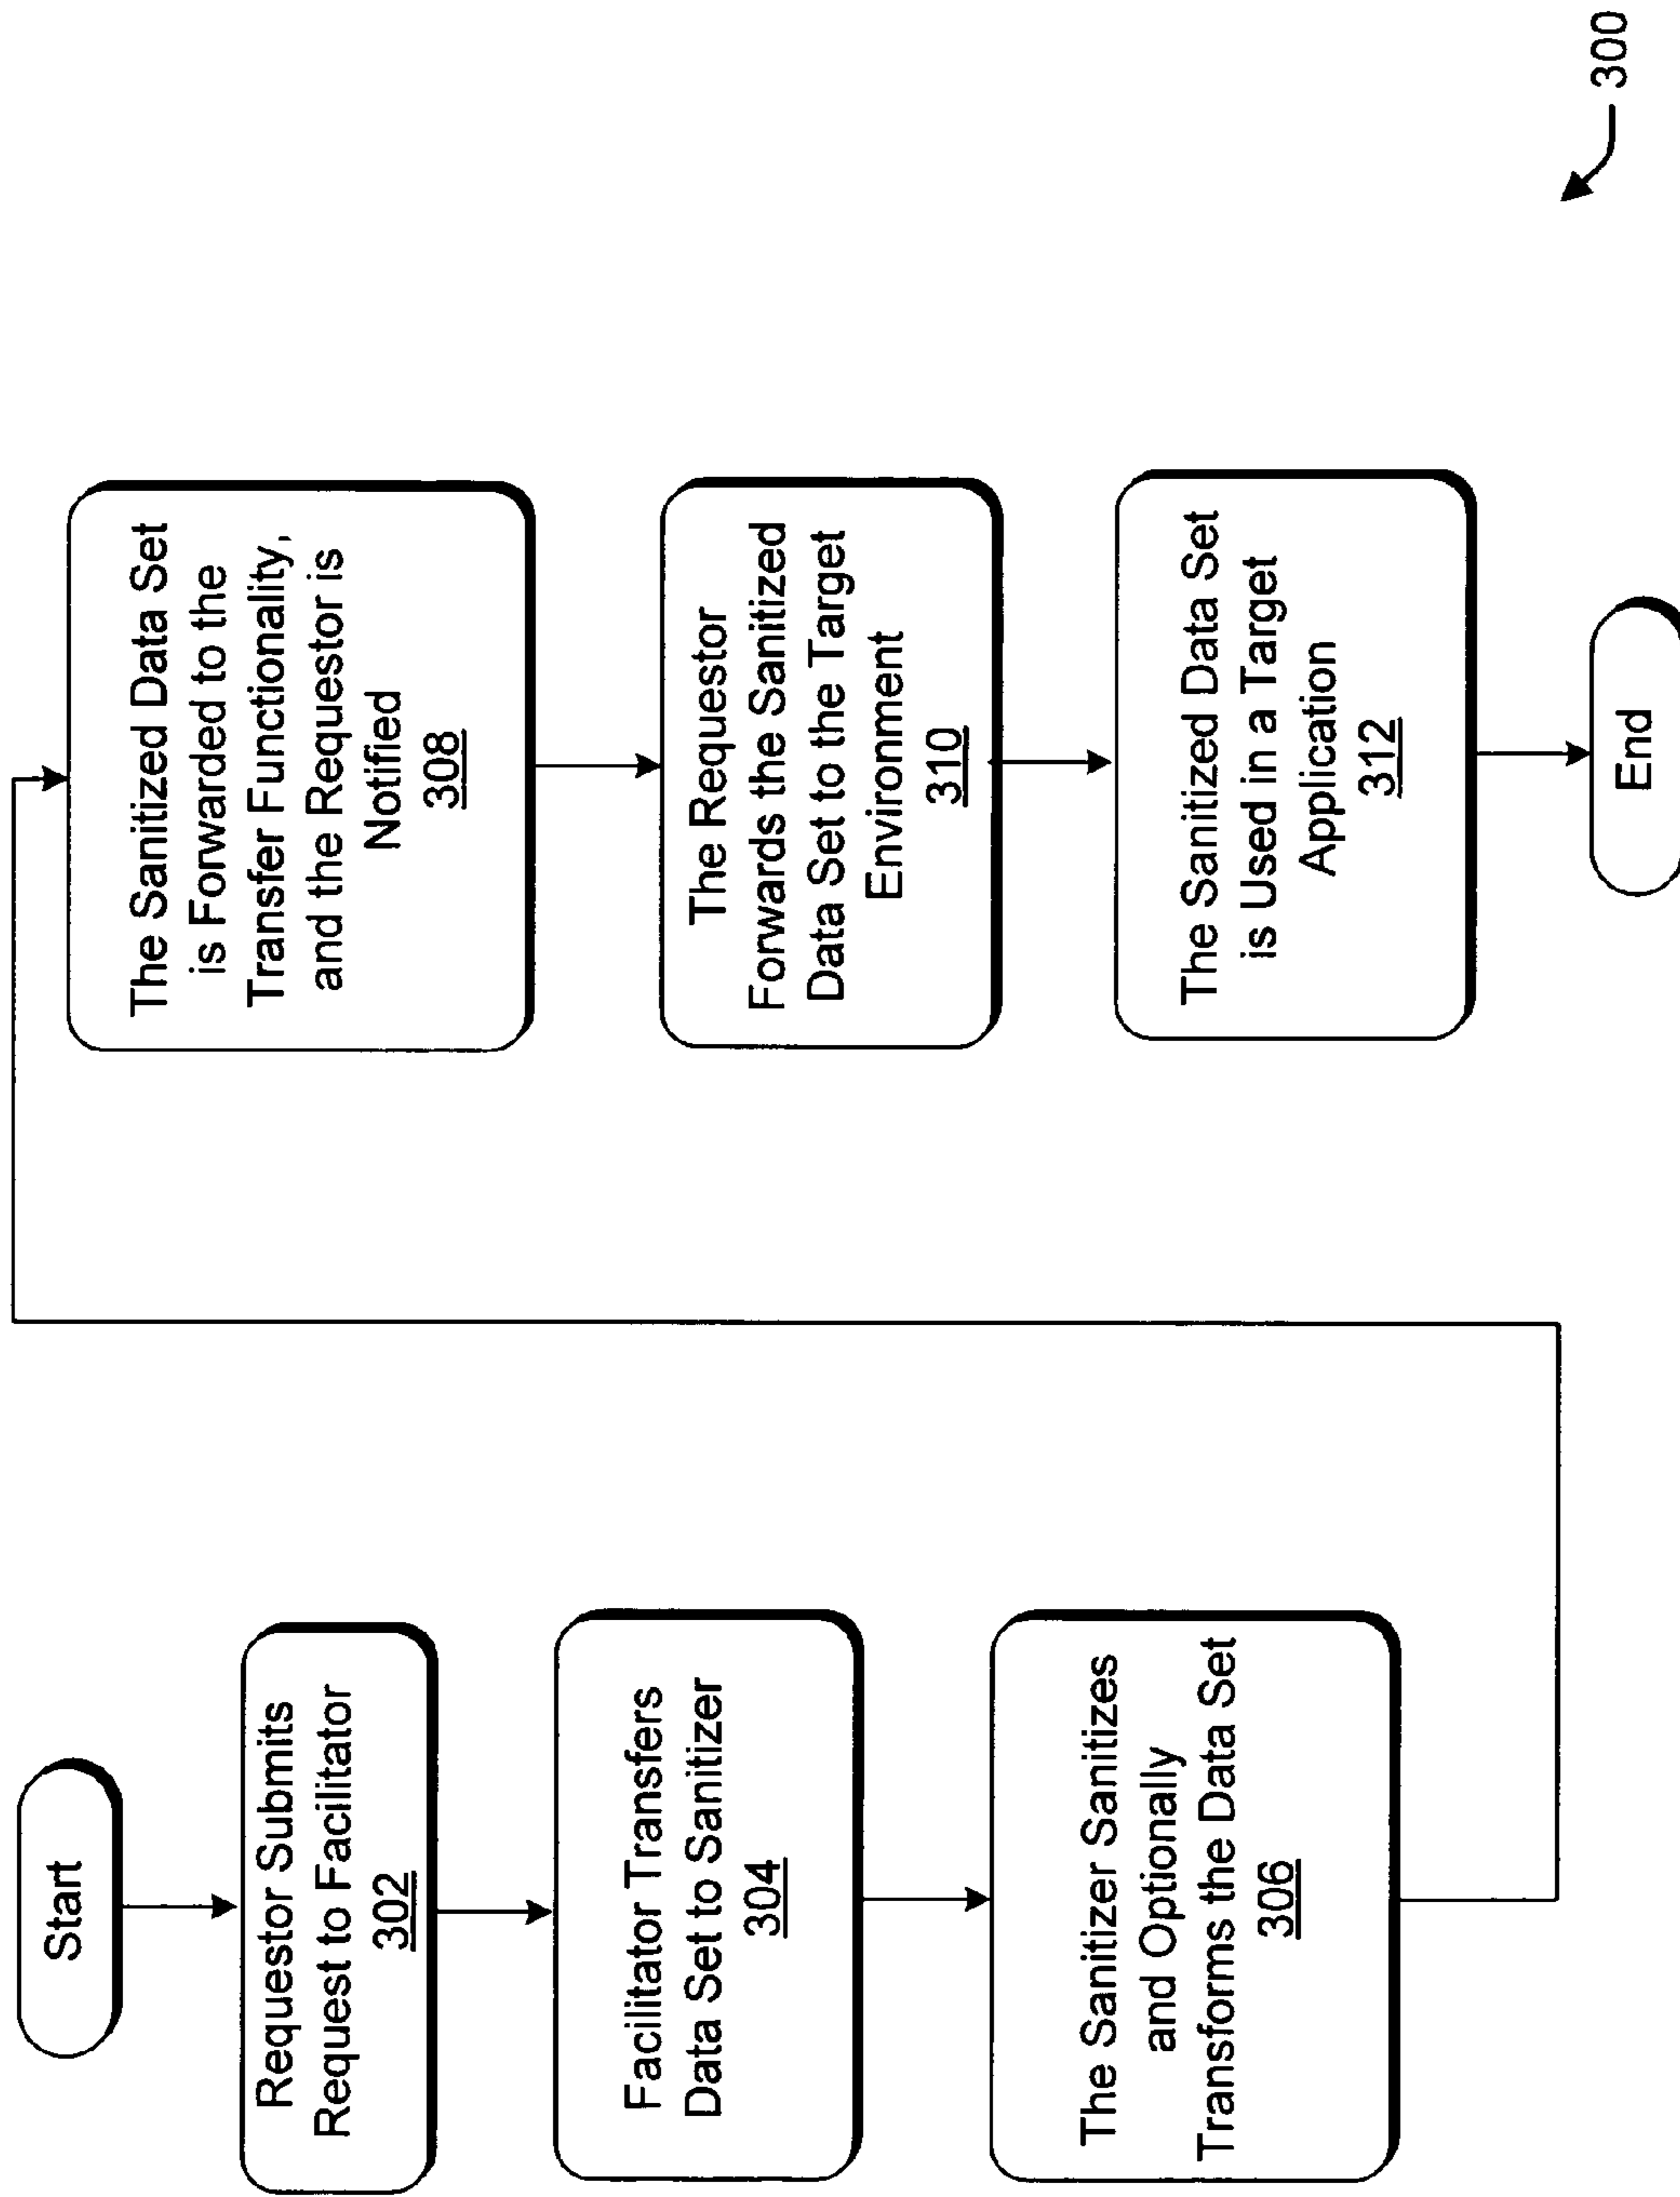 Start
Requestor Submits
Request to Facilitator
302
Facilitator Transfers
Data Set to Sanitizer
304
The Sanitizer Sanitizes
and Optionally
Transforms the Data Set
306
The Sanitized Data Set
is Forwarded to the
Transfer Functionality,
and the Requestor is
Notified
308
The Requestor
Forwards the Sanitized
Data Set to the Target
Environment
310
The Sanitized Data Set
is Used in a Target
Application
312
End
300